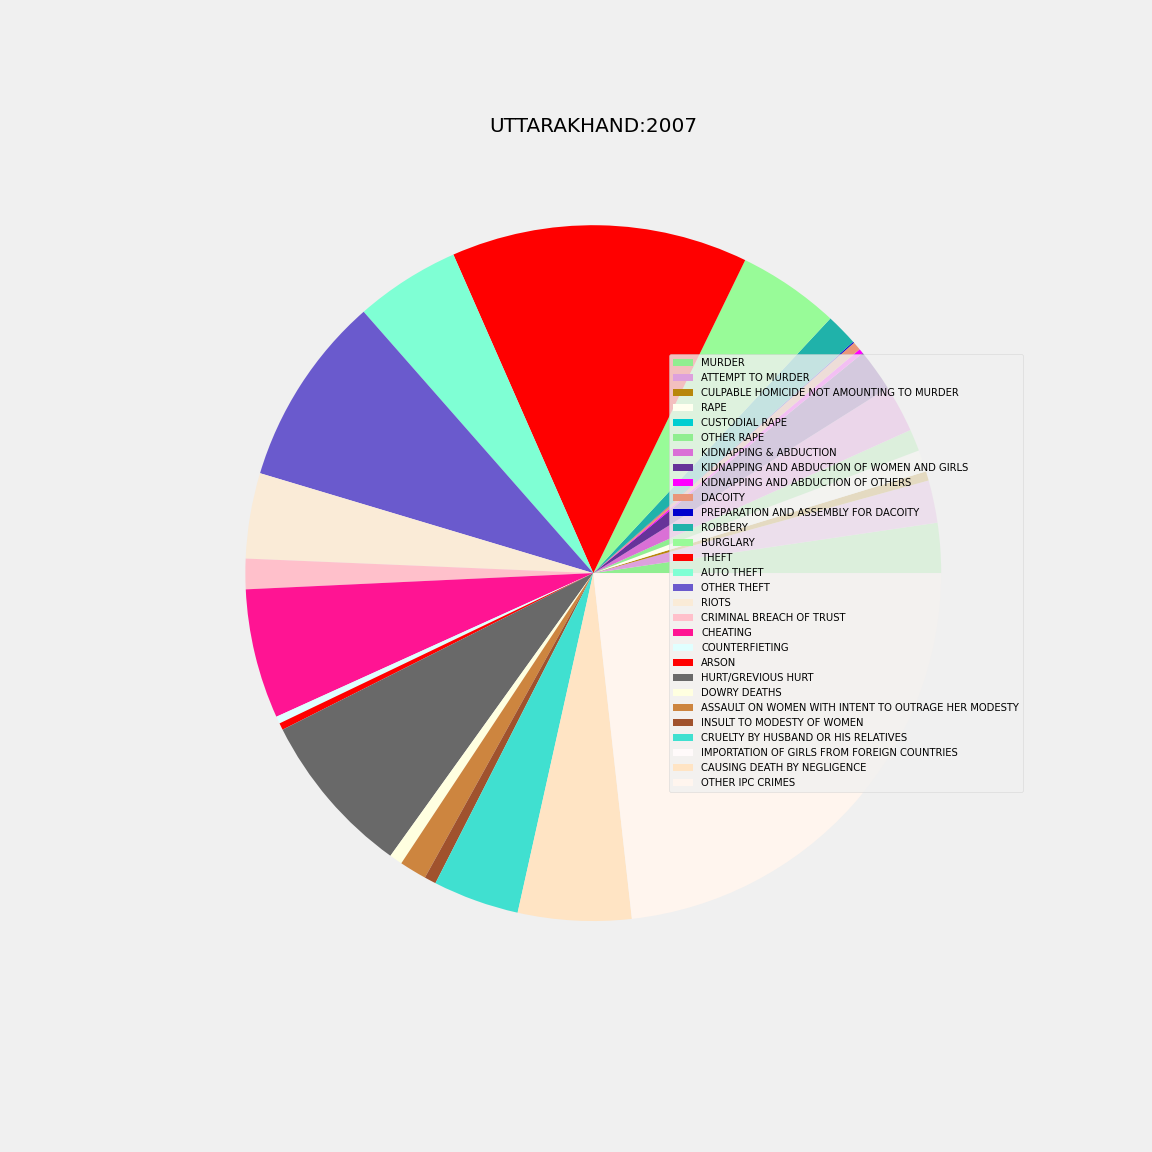 UTTARAKHAND:2007
MURDER
ATTEMPT TO MURDER
CULPABLE HOMICIDE NOT AMOUNTING TO MURDER
RAPE
CUSTODIAL RAPE
OTHER RAPE
KIDNAPPING & ABDUCTION
KIDNAPPING AND ABDUCTION OF WOMEN AND GIRLS
KIDNAPPING AND ABDUCTION OF OTHERS
DACOITY
PREPARATION AND ASSEMBLY FOR DACOITY
ROBBERY
BURGLARY
THEFT
AUTO THEFT
OTHER THEFT
RIOTS
CRIMINAL BREACH OF TRUST
CHEATING
COUNTERFIETING
ARSON
HURT/GREVIOUS HURT
DOWRY DEATHS
ASSAULT ON WOMEN WITH INTENT TO OUTRAGE HER MODESTY
INSULT TO MODESTY OF WOMEN
CRUELTY BY HUSBAND OR HIS RELATIVES
IMPORTATION OF GIRLS FROM FOREIGN COUNTRIES
CAUSING DEATH BY NEGLIGENCE
OTHER IPC CRIMES